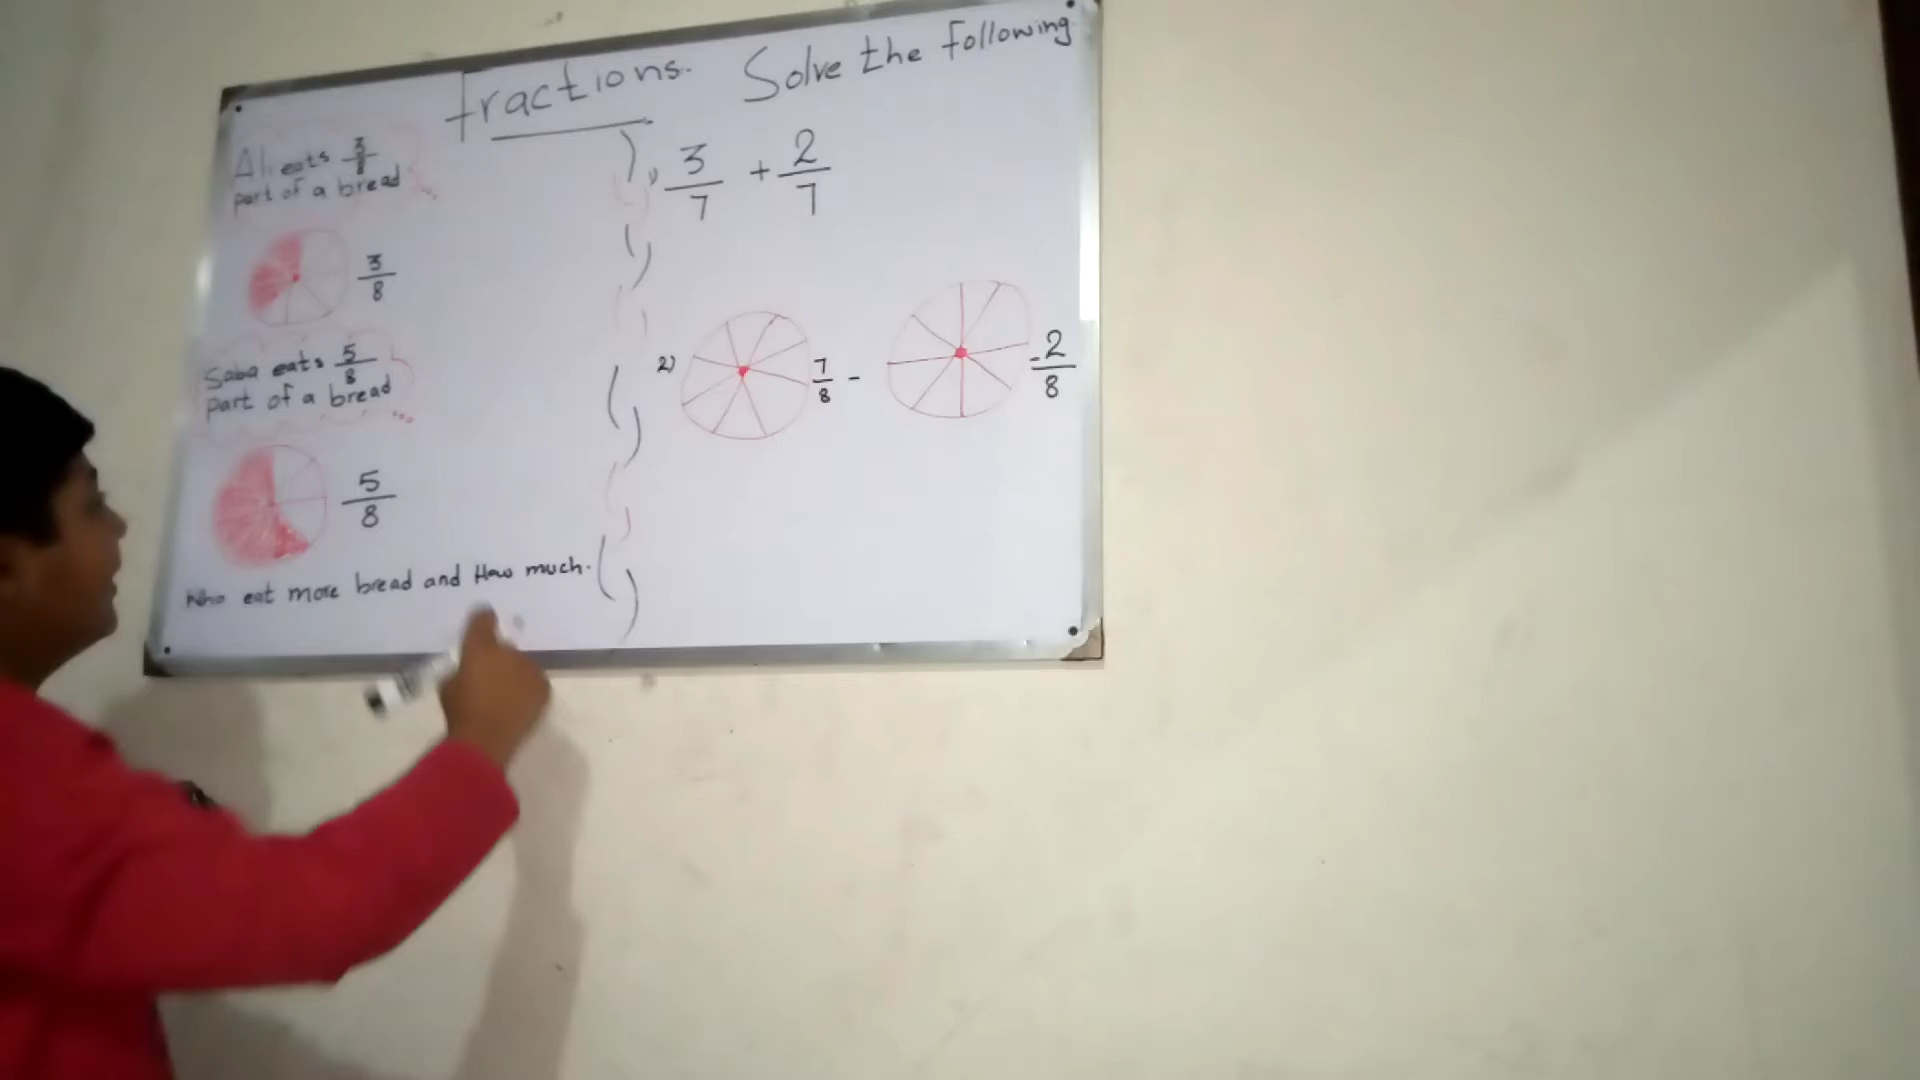 fractions.
Ali eats 3/8
part of a bread
3/8
Saba eats 5/8
part of a bread
5/8
Who eat more bread and How much.
Solve the following
1) 3/7 + 2/7
2) 7/8 - - 2/8